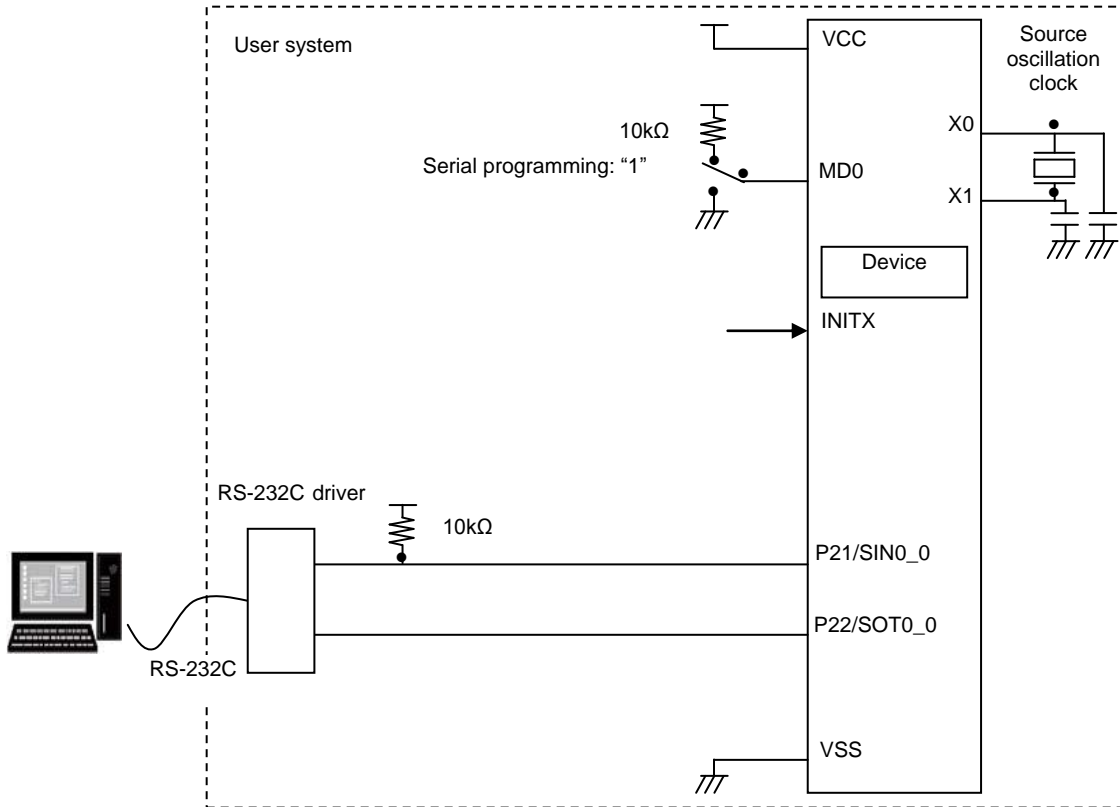 User system
VCC
Source
oscillation
clock
10kΩ
X0
Serial programming: “1”
MD0
X1
Device
INITX
RS-232C driver
10kΩ
P21/SIN0_0
P22/SOT0_0
RS-232C
VSS